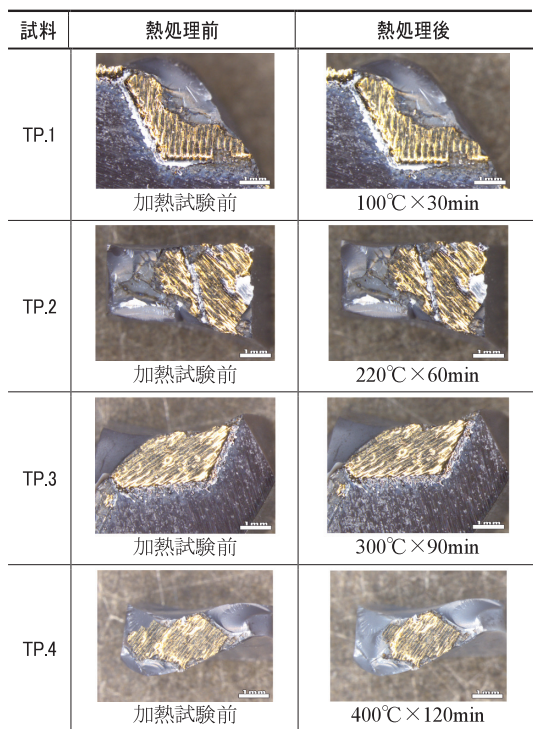 試料 熱処理前 熱処理後
TP.1
1mm 1mm
加熱試験前 100℃×30min
TP.2
1mm 1mm
加熱試験前 220℃×60min
TP.3
1mm 1mm
加熱試験前 300℃×90min
TP.4
1mm 1mm
加熱試験前 400℃×120min